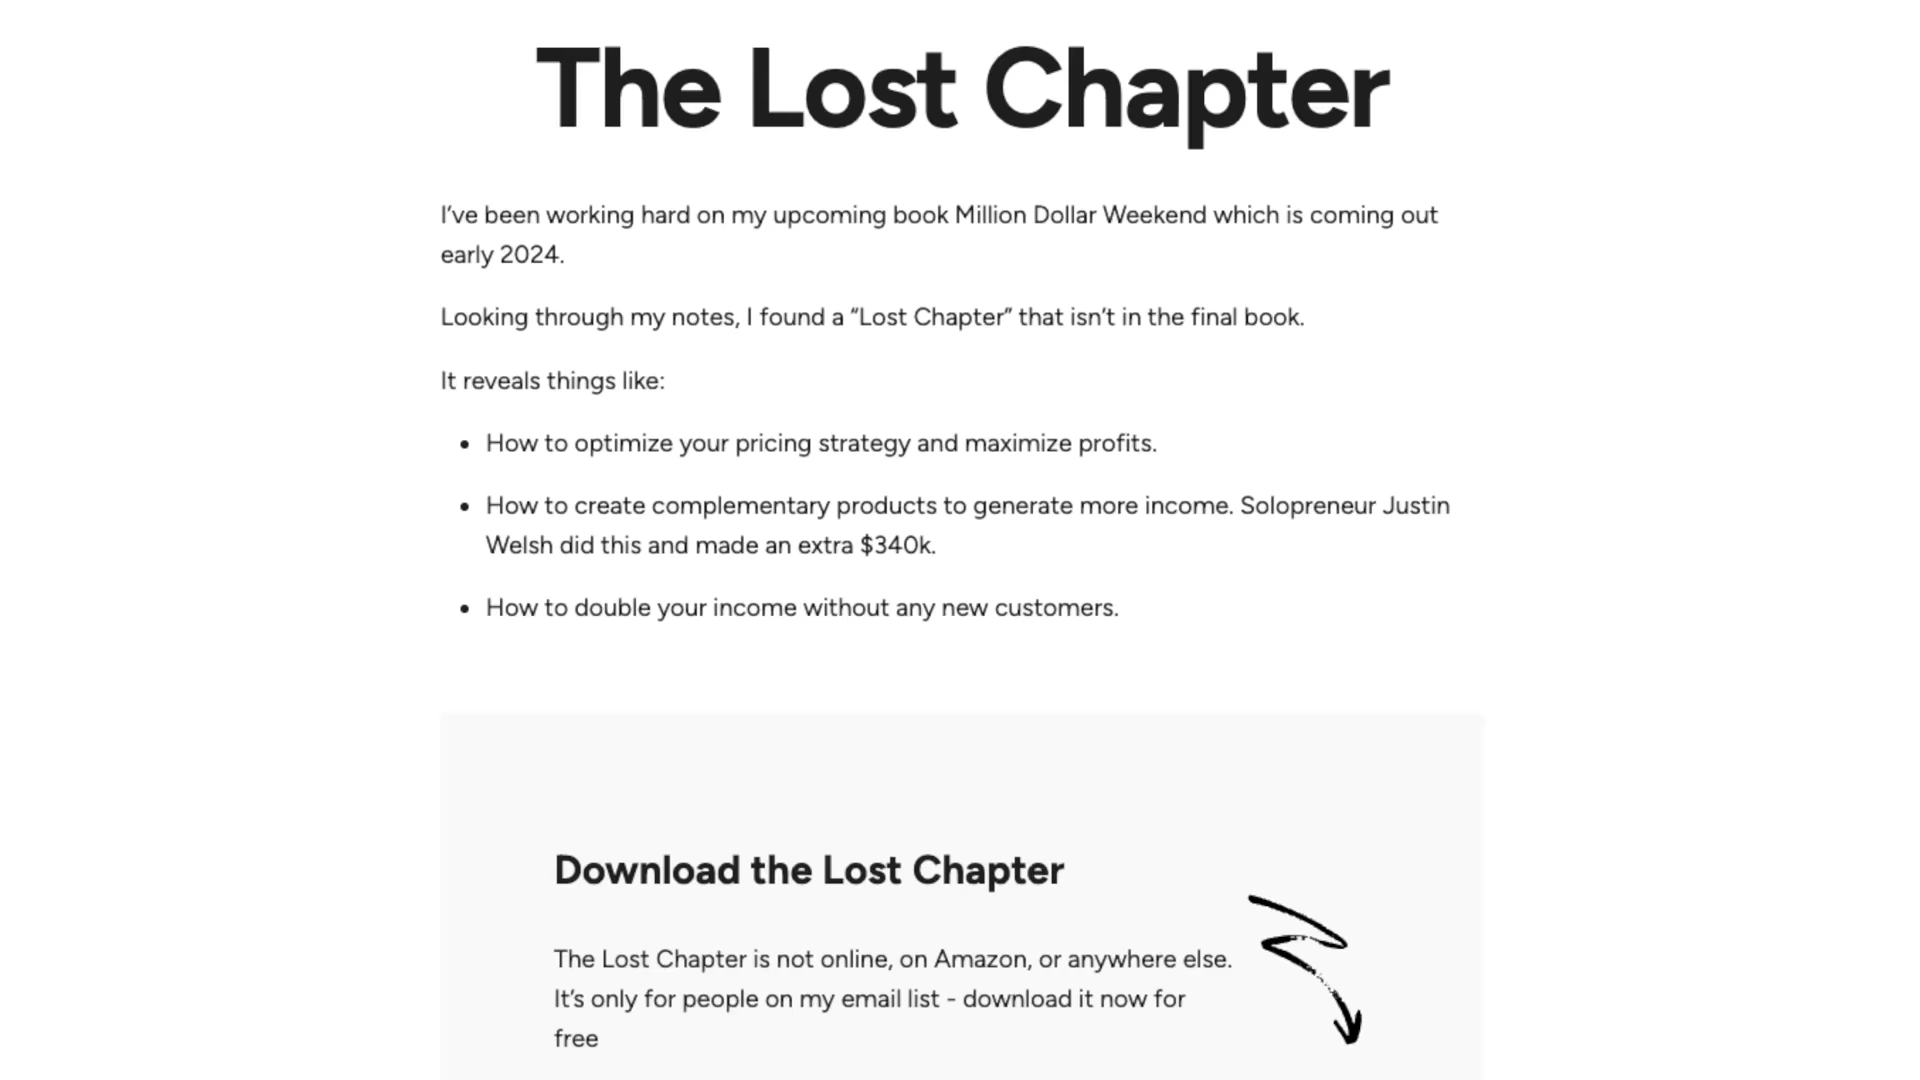 The Lost Chapter
I’ve been working hard on my upcoming book Million Dollar Weekend which is coming out
early 2024.
Looking through my notes, I found a “Lost Chapter” that isn’t in the final book.
It reveals things like:
• How to optimize your pricing strategy and maximize profits.
• How to create complementary products to generate more income. Solopreneur Justin
Welsh did this and made an extra $340k.
• How to double your income without any new customers.
Download the Lost Chapter
The Lost Chapter is not online, on Amazon, or anywhere else.
It’s only for people on my email list - download it now for
free